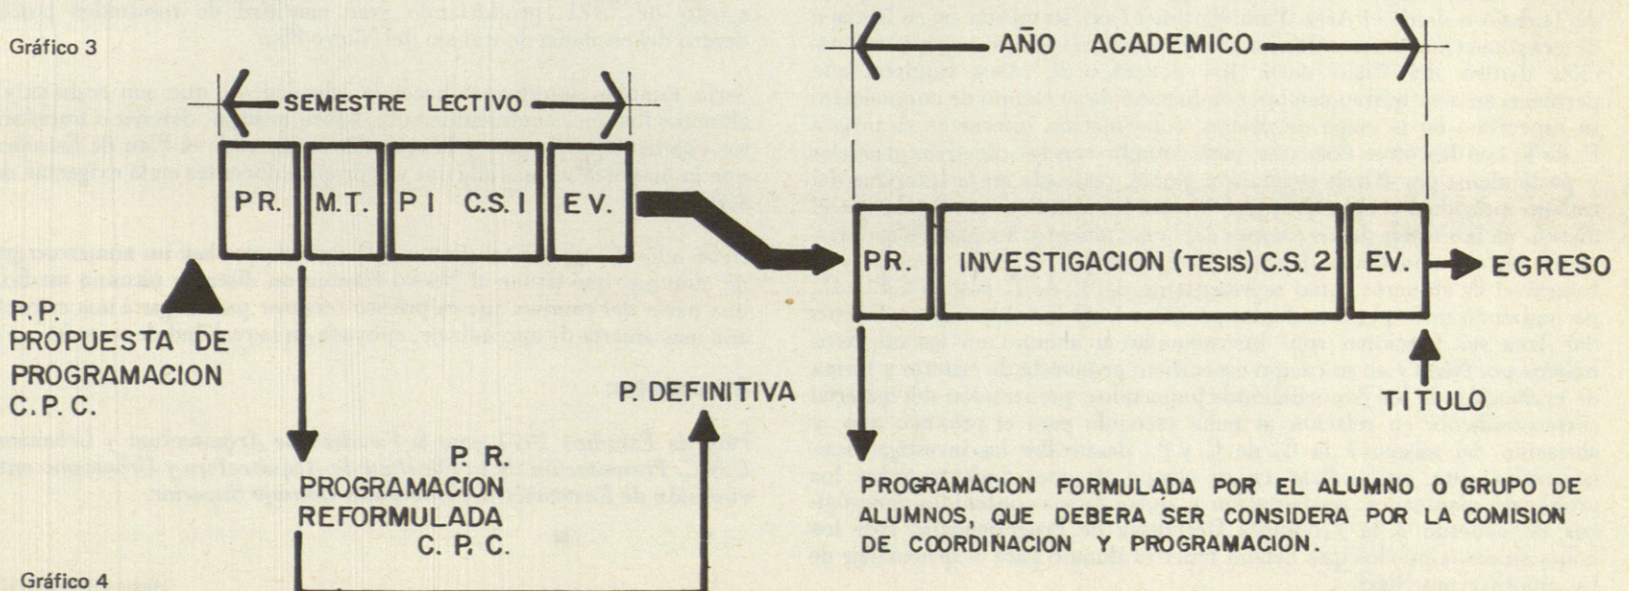 Gráfico 3
SEMESTRE LECTIVO
PR. M.T. P I C.S. I EV.
P.P.
PROPUESTA DE
PROGRAMACION
C.P.C.
P R.
PROGRAMACION
REFORMULADA
C. P. C.
P. DEFINITIVA
AÑO ACADEMICO
PR. INVESTIGACION (TESIS) C.S. 2 EV. EGRESO
TITULO
PROGRAMACION FORMULADA POR EL ALUMNO O GRUPO DE
ALUMNOS, QUE DEBERA SER CONSIDERA POR LA COMISION
DE COORDINACION Y PROGRAMACION.
Gráfico 4